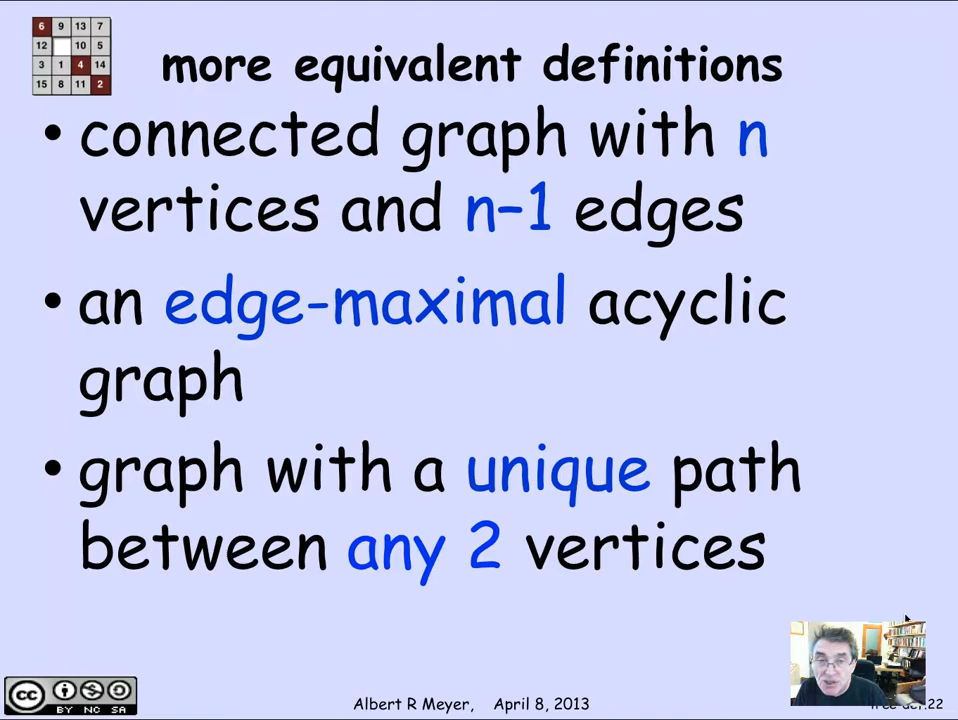 6 9 13 7
12 10 5
3 1 4 14
15 8 11 2
more equivalent definitions
• connected graph with n
vertices and n–1 edges
• an edge-maximal acyclic
graph
• graph with a unique path
between any 2 vertices
cc
BY NC SA
Albert R Meyer, April 8, 2013
.22